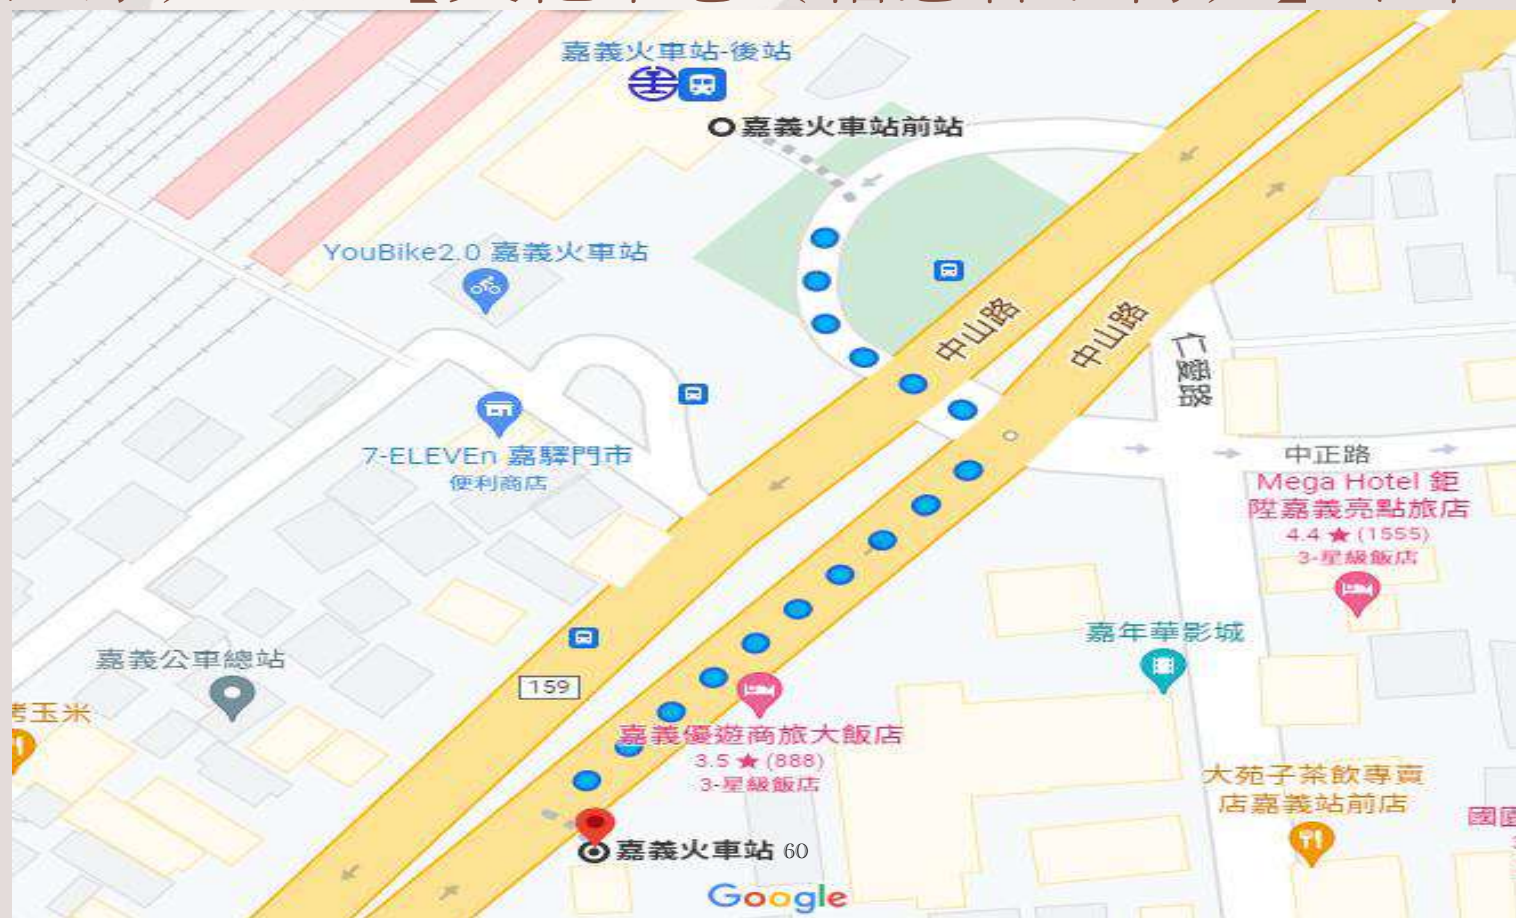 嘉義火車站-後站
嘉義火車站前站
YouBike2.0 嘉義火車站
中山路
中山路
仁愛路
7-ELEVEn 嘉驛門市
便利商店
中正路
Mega Hotel 鉅
陞嘉義亮點旅店
4.4 ★ (1555)
3-星級飯店
嘉年華影城
嘉義公車總站
159
烤玉米
嘉義優遊商旅大飯店
3.5 ★ (888)
3-星級飯店
大苑子茶飲專賣
店嘉義站前店
嘉義火車站 60
Google